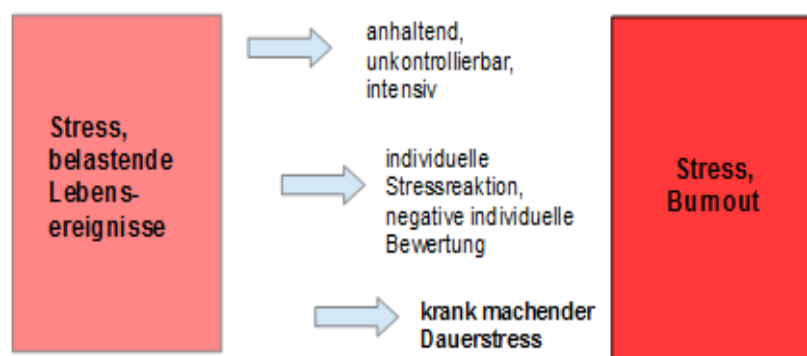 Stress,
belastende
Lebens-
ereignisse
anhaltend,
unkontrollierbar,
intensiv
individuelle
Stressreaktion,
negative individuelle
Bewertung
krank machender
Dauerstress
Stress,
Burnout